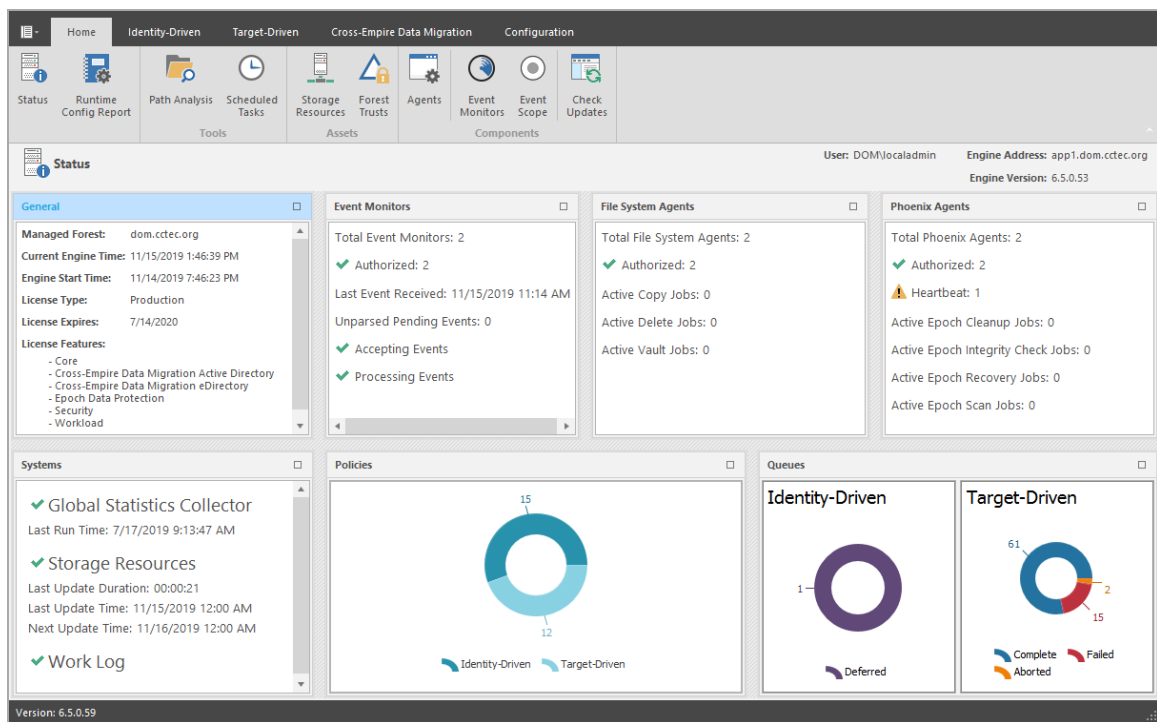 Home Identity-Driven Target-Driven Cross-Empire Data Migration Configuration
Status
Runtime
Config Report
Path Analysis
Scheduled
Tasks
Tools
Storage
Resources
Forest
Trusts
Assets
Agents
Event
Monitors
Event
Scope
Check
Updates
Components
Status
User: DOM\localadmin
Engine Address: app1.dom.cctec.org
Engine Version: 6.5.0.53
General
Managed Forest: dom.cctec.org
Current Engine Time: 11/15/2019 1:46:39 PM
Engine Start Time: 11/14/2019 7:46:23 PM
License Type: Production
License Expires: 7/14/2020
License Features:
- Core
- Cross-Empire Data Migration Active Directory
- Cross-Empire Data Migration eDirectory
- Epoch Data Protection
- Security
- Workload
Event Monitors
Total Event Monitors: 2
Authorized: 2
Last Event Received: 11/15/2019 11:14 AM
Unparsed Pending Events: 0
Accepting Events
Processing Events
File System Agents
Total File System Agents: 2
Authorized: 2
Active Copy Jobs: 0
Active Delete Jobs: 0
Active Vault Jobs: 0
Phoenix Agents
Total Phoenix Agents: 2
Authorized: 2
Heartbeat: 1
Active Epoch Cleanup Jobs: 0
Active Epoch Integrity Check Jobs: 0
Active Epoch Recovery Jobs: 0
Active Epoch Scan Jobs: 0
Systems
Global Statistics Collector
Last Run Time: 7/17/2019 9:13:47 AM
Storage Resources
Last Update Duration: 00:00:21
Last Update Time: 11/15/2019 12:00 AM
Next Update Time: 11/16/2019 12:00 AM
Work Log
Policies
15
12
Identity-Driven Target-Driven
Queues
Identity-Driven
1
Deferred
Target-Driven
61
2
15
Complete Failed
Aborted
Version: 6.5.0.59